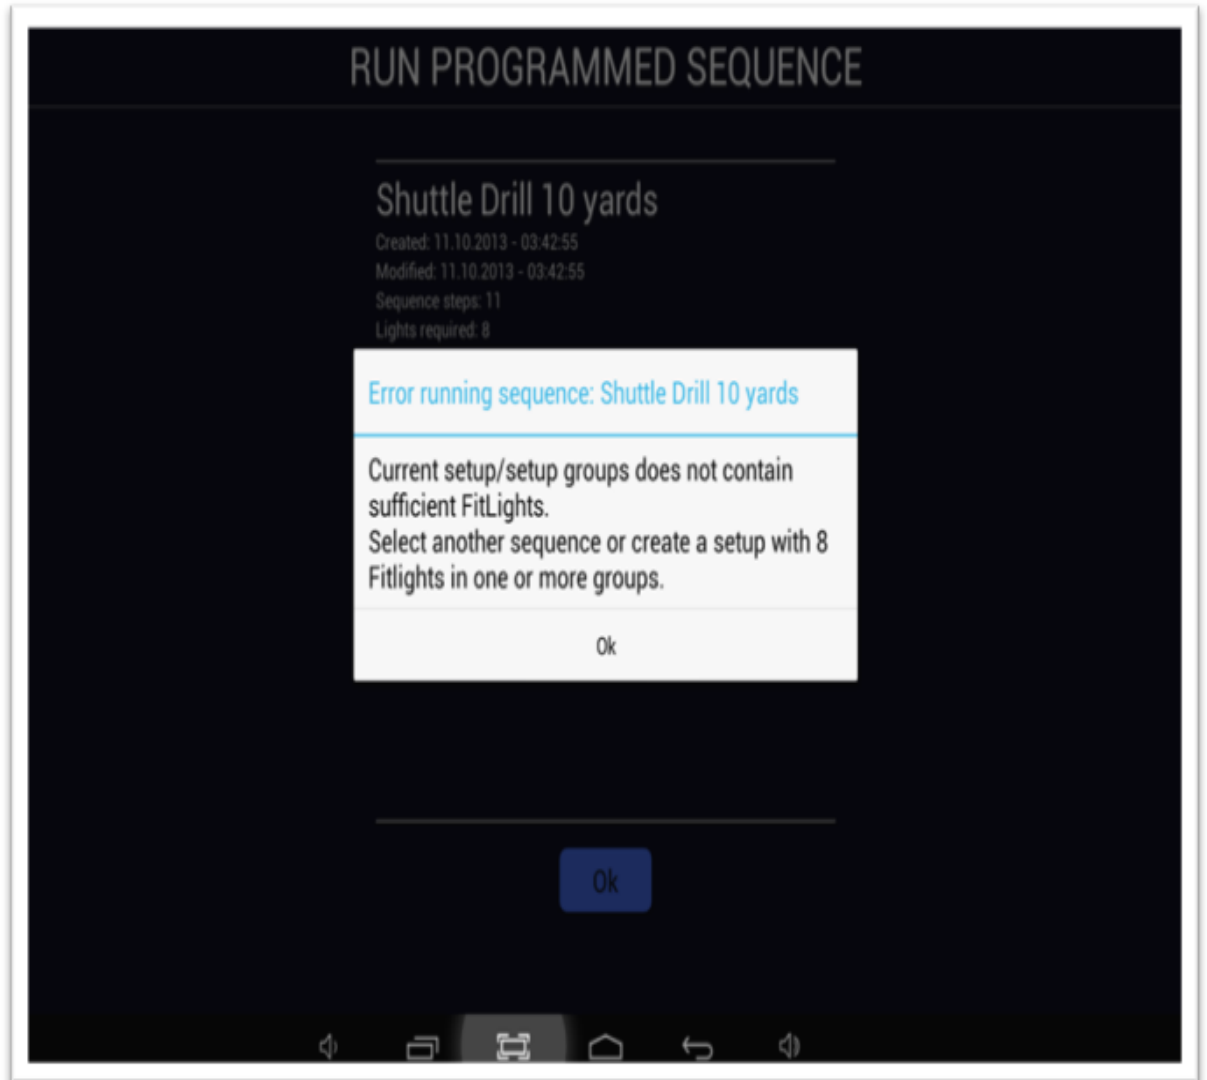 RUN PROGRAMMED SEQUENCE
Shuttle Drill 10 yards
Created: 11.10.2013 - 03:42:55
Modified: 11.10.2013 - 03:42:55
Sequence steps: 11
Lights required: 8
Error running sequence: Shuttle Drill 10 yards
Current setup/setup groups does not contain
sufficient FitLights.
Select another sequence or create a setup with 8
Fitlights in one or more groups.
Ok
Ok